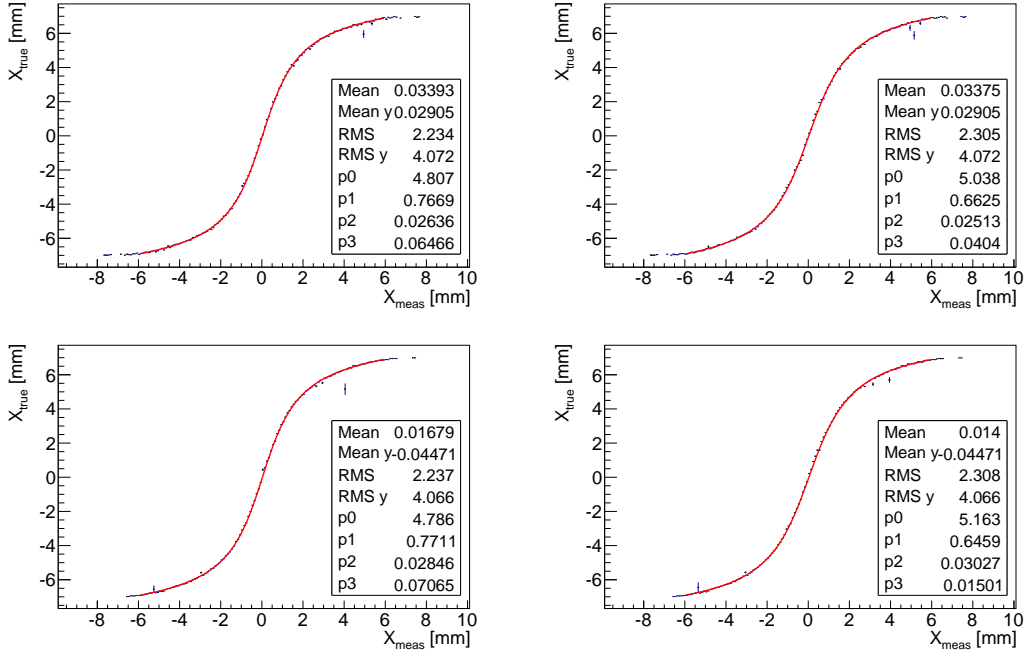 X_true [mm]
6
4
2
0
-2
-4
-6
Mean 0.03393
Mean y 0.02905
RMS 2.234
RMS y 4.072
p0 4.807
p1 0.7669
p2 0.02636
p3 0.06466
-8 -6 -4 -2 0 2 4 6 8 10
X_meas [mm]
X_true [mm]
6
4
2
0
-2
-4
-6
Mean 0.03375
Mean y 0.02905
RMS 2.305
RMS y 4.072
p0 5.038
p1 0.6625
p2 0.02513
p3 0.0404
-8 -6 -4 -2 0 2 4 6 8 10
X_meas [mm]
X_true [mm]
6
4
2
0
-2
-4
-6
Mean 0.01679
Mean y -0.04471
RMS 2.237
RMS y 4.066
p0 4.786
p1 0.7711
p2 0.02846
p3 0.07065
-8 -6 -4 -2 0 2 4 6 8 10
X_meas [mm]
X_true [mm]
6
4
2
0
-2
-4
-6
Mean 0.014
Mean y -0.04471
RMS 2.308
RMS y 4.066
p0 5.163
p1 0.6459
p2 0.03027
p3 0.01501
-8 -6 -4 -2 0 2 4 6 8 10
X_meas [mm]